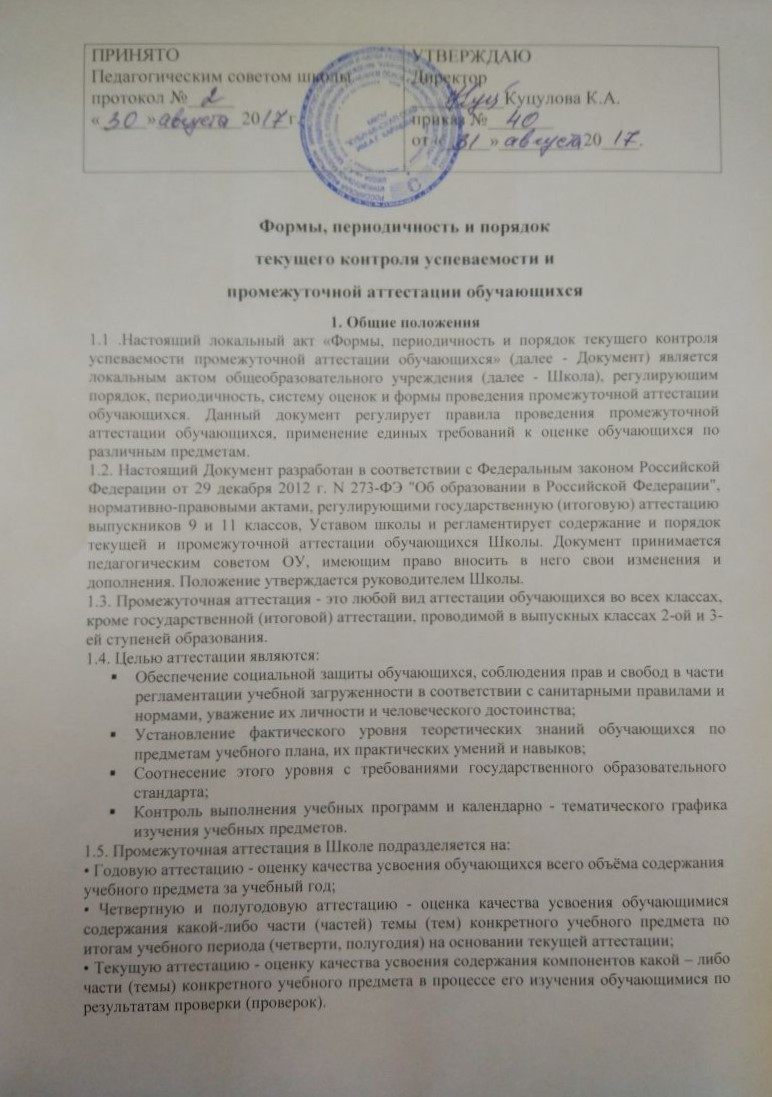 ПРИНЯТО
Педагогическим советом школы
протокол № 2
« 30 » августа 2017 г.
УТВЕРЖДАЮ
Директор
Куцулова К.А.
приказ № 40
от « 31 » августа 2017.
Формы, периодичность и порядок
текущего контроля успеваемости и
промежуточной аттестации обучающихся
1. Общие положения
1.1 .Настоящий локальный акт «Формы, периодичность и порядок текущего контроля
успеваемости промежуточной аттестации обучающихся» (далее - Документ) является
локальным актом общеобразовательного учреждения (далее - Школа), регулирующим
порядок, периодичность, систему оценок и формы проведения промежуточной аттестации
обучающихся. Данный документ регулирует правила проведения промежуточной
аттестации обучающихся, применение единых требований к оценке обучающихся по
различным предметам.
1.2. Настоящий Документ разработан в соответствии с Федеральным законом Российской
Федерации от 29 декабря 2012 г. N 273-ФЭ "Об образовании в Российской Федерации",
нормативно-правовыми актами, регулирующими государственную (итоговую) аттестацию
выпускников 9 и 11 классов, Уставом школы и регламентирует содержание и порядок
текущей и промежуточной аттестации обучающихся Школы. Документ принимается
педагогическим советом ОУ, имеющим право вносить в него свои изменения и
дополнения. Положение утверждается руководителем Школы.
1.3. Промежуточная аттестация - это любой вид аттестации обучающихся во всех классах,
кроме государственной (итоговой) аттестации, проводимой в выпускных классах 2-ой и 3-
ей ступеней образования.
1.4. Целью аттестации являются:
▪ Обеспечение социальной защиты обучающихся, соблюдения прав и свобод в части
регламентации учебной загруженности в соответствии с санитарными правилами и
нормами, уважение их личности и человеческого достоинства;
▪ Установление фактического уровня теоретических знаний обучающихся по
предметам учебного плана, их практических умений и навыков;
▪ Соотнесение этого уровня с требованиями государственного образовательного
стандарта;
▪ Контроль выполнения учебных программ и календарно - тематического графика
изучения учебных предметов.
1.5. Промежуточная аттестация в Школе подразделяется на:
• Годовую аттестацию - оценку качества усвоения обучающихся всего объёма содержания
учебного предмета за учебный год;
• Четвертную и полугодовую аттестацию - оценка качества усвоения обучающимися
содержания какой-либо части (частей) темы (тем) конкретного учебного предмета по
итогам учебного периода (четверти, полугодия) на основании текущей аттестации;
• Текущую аттестацию - оценку качества усвоения содержания компонентов какой – либо
части (темы) конкретного учебного предмета в процессе его изучения обучающимися по
результатам проверки (проверок).